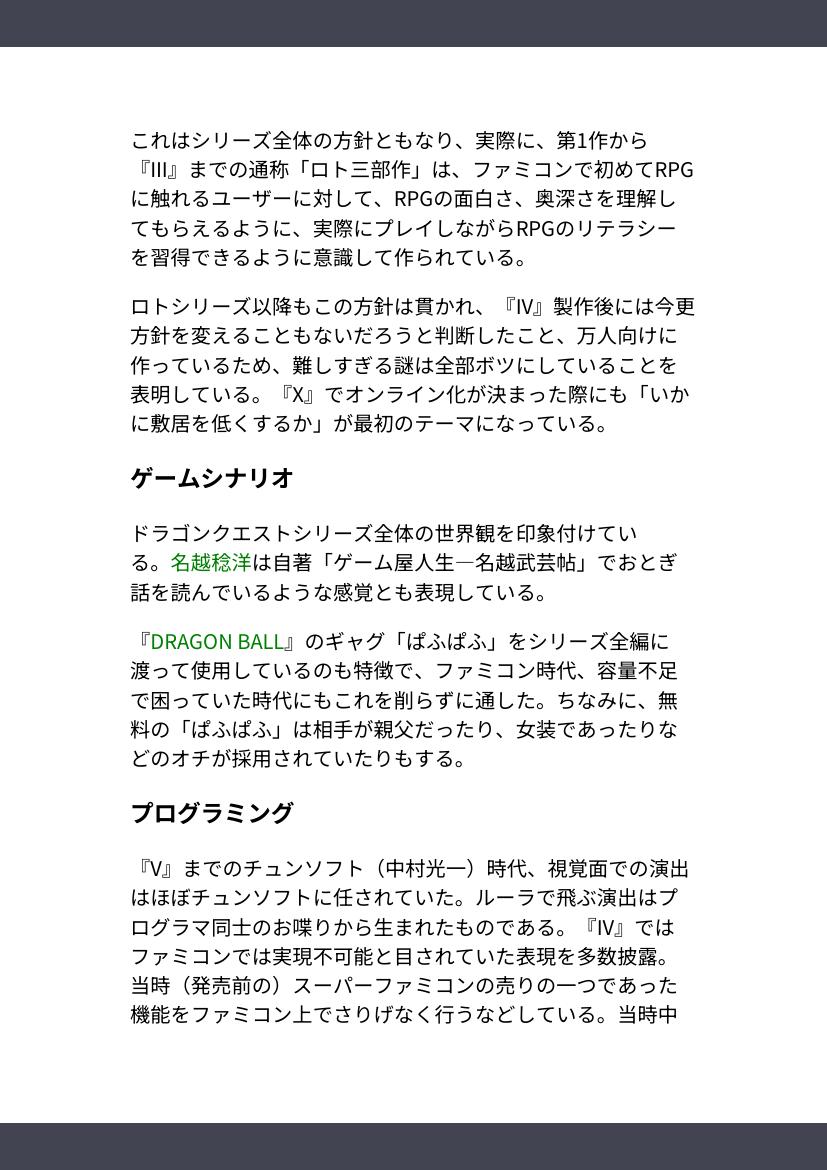 これはシリーズ全体の方針ともなり、実際に、第1作から
『III』までの通称「ロト三部作」は、ファミコンで初めてRPG
に触れるユーザーに対して、RPGの面白さ、奥深さを理解し
てもらえるように、実際にプレイしながらRPGのリテラシー
を習得できるように意識して作られている。
ロトシリーズ以降もこの方針は貫かれ、『IV』製作後には今更
方針を変えることもないだろうと判断したこと、万人向けに
作っているため、難しすぎる謎は全部ボツにしていることを
表明している。『X』でオンライン化が決まった際にも「いか
に敷居を低くするか」が最初のテーマになっている。
ゲームシナリオ
ドラゴンクエストシリーズ全体の世界観を印象付けてい
る。名越稔洋は自著「ゲーム屋人生―名越武芸帖」でおとぎ
話を読んでいるような感覚とも表現している。
『DRAGON BALL』のギャグ「ぱふぱふ」をシリーズ全編に
渡って使用しているのも特徴で、ファミコン時代、容量不足
で困っていた時代にもこれを削らずに通した。ちなみに、無
料の「ぱふぱふ」は相手が親父だったり、女装であったりな
どのオチが採用されていたりもする。
プログラミング
『V』までのチュンソフト（中村光一）時代、視覚面での演出
はほぼチュンソフトに任されていた。ルーラで飛ぶ演出はプ
ログラマ同士のお喋りから生まれたものである。『IV』では
ファミコンでは実現不可能と目されていた表現を多数披露。
当時（発売前の）スーパーファミコンの売りの一つであった
機能をファミコン上でさりげなく行うなどしている。当時中